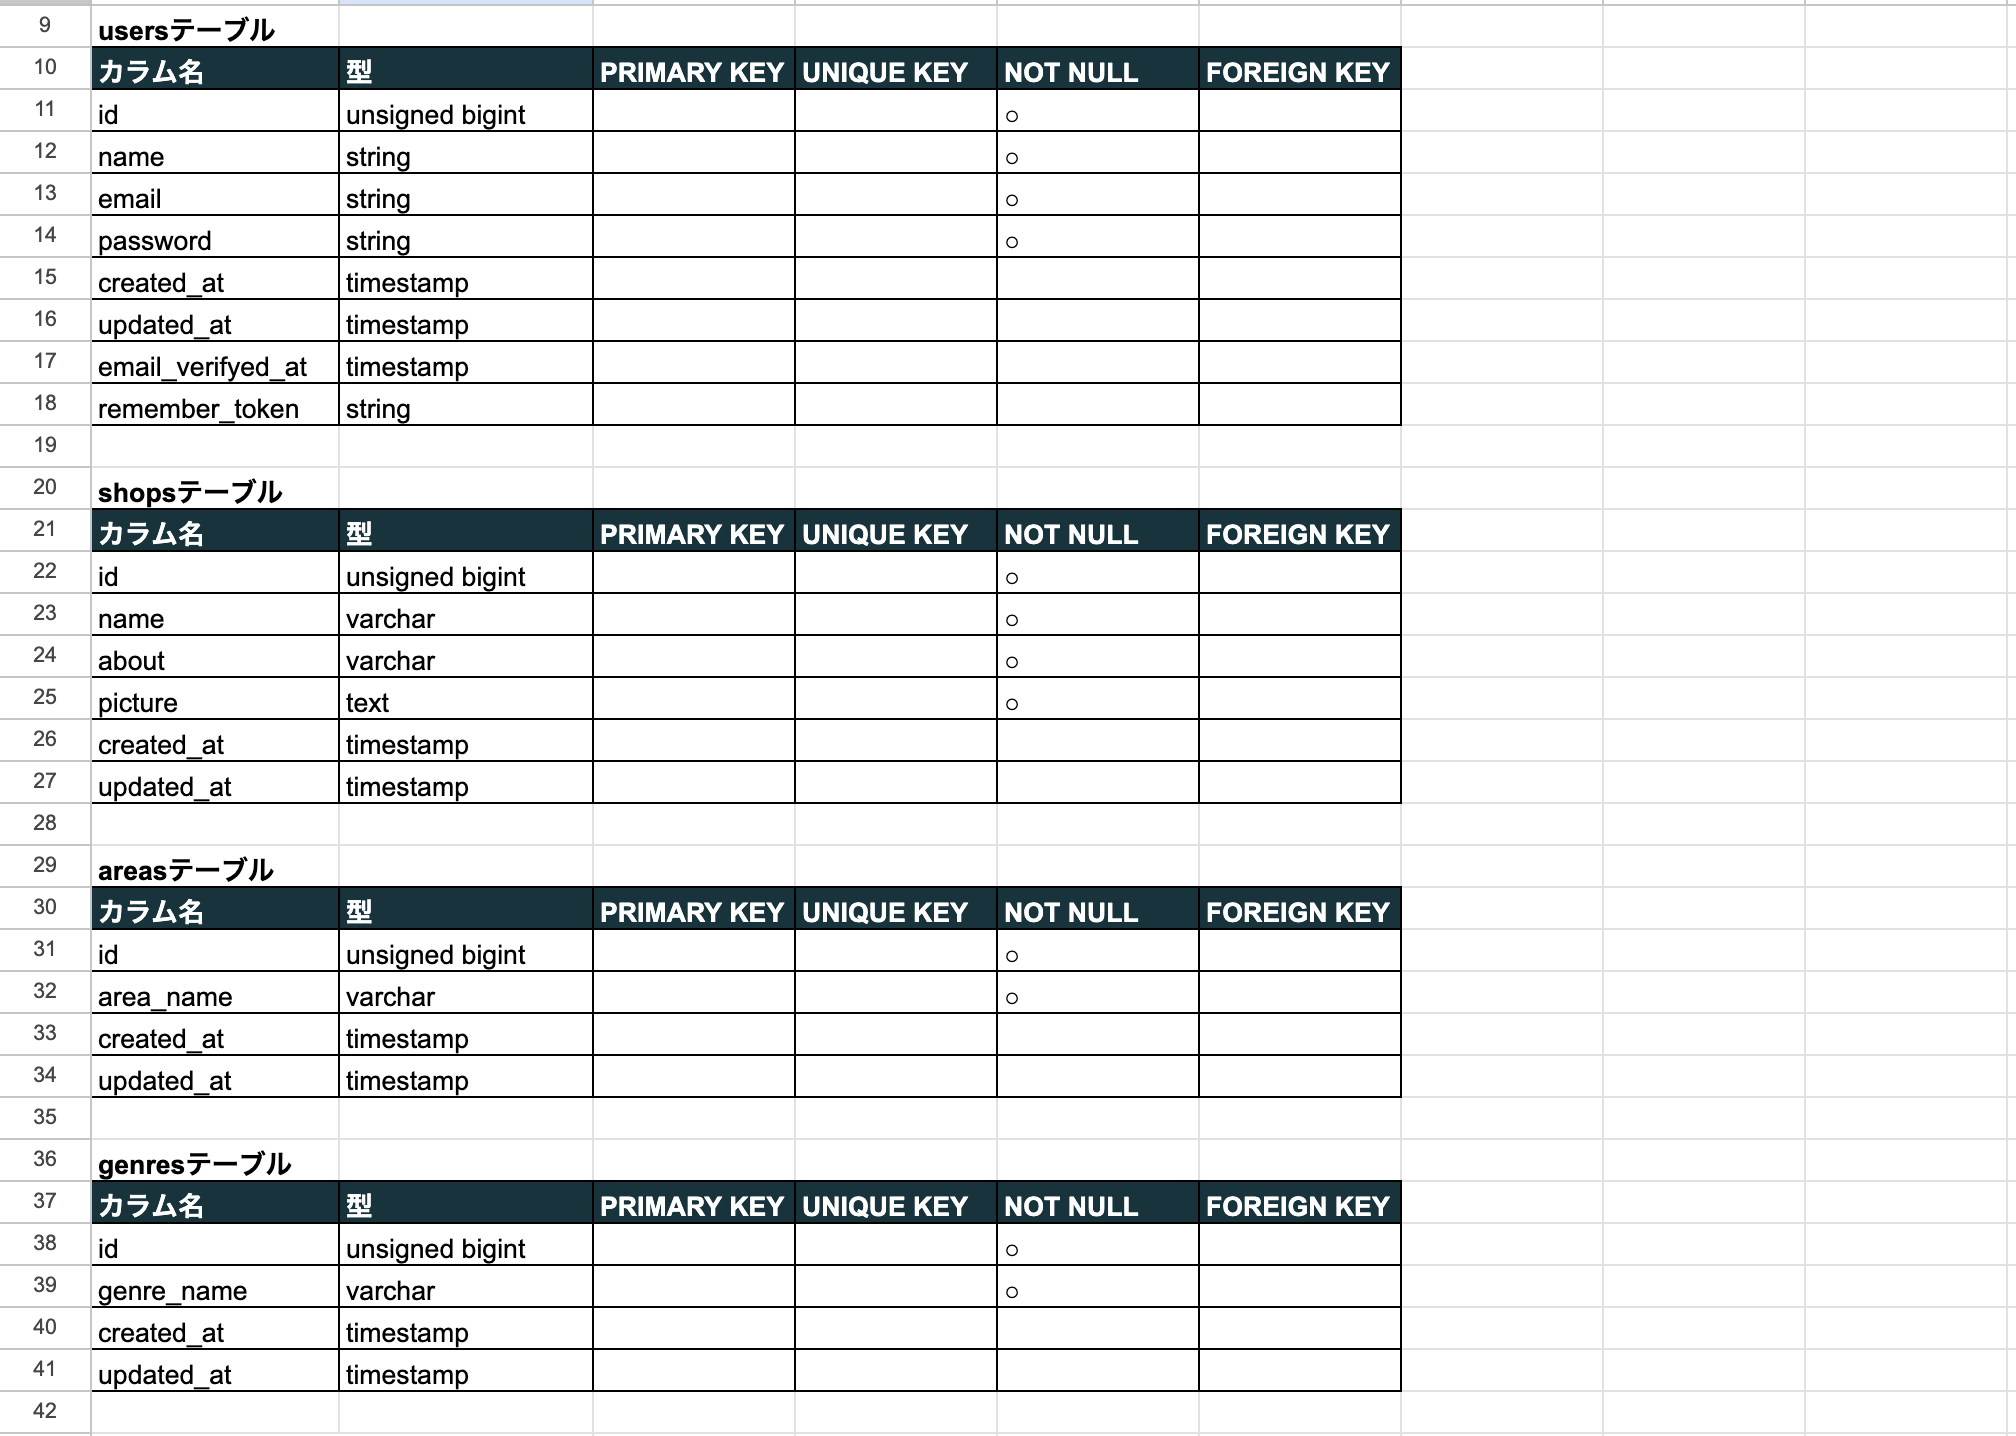 9 usersテーブル
10 カラム名 型 PRIMARY KEY UNIQUE KEY NOT NULL FOREIGN KEY
11 id unsigned bigint ○
12 name string ○
13 email string ○
14 password string ○
15 created_at timestamp
16 updated_at timestamp
17 email_verifyed_at timestamp
18 remember_token string
19
20 shopsテーブル
21 カラム名 型 PRIMARY KEY UNIQUE KEY NOT NULL FOREIGN KEY
22 id unsigned bigint ○
23 name varchar ○
24 about varchar ○
25 picture text ○
26 created_at timestamp
27 updated_at timestamp
28
29 areasテーブル
30 カラム名 型 PRIMARY KEY UNIQUE KEY NOT NULL FOREIGN KEY
31 id unsigned bigint ○
32 area_name varchar ○
33 created_at timestamp
34 updated_at timestamp
35
36 genresテーブル
37 カラム名 型 PRIMARY KEY UNIQUE KEY NOT NULL FOREIGN KEY
38 id unsigned bigint ○
39 genre_name varchar ○
40 created_at timestamp
41 updated_at timestamp
42